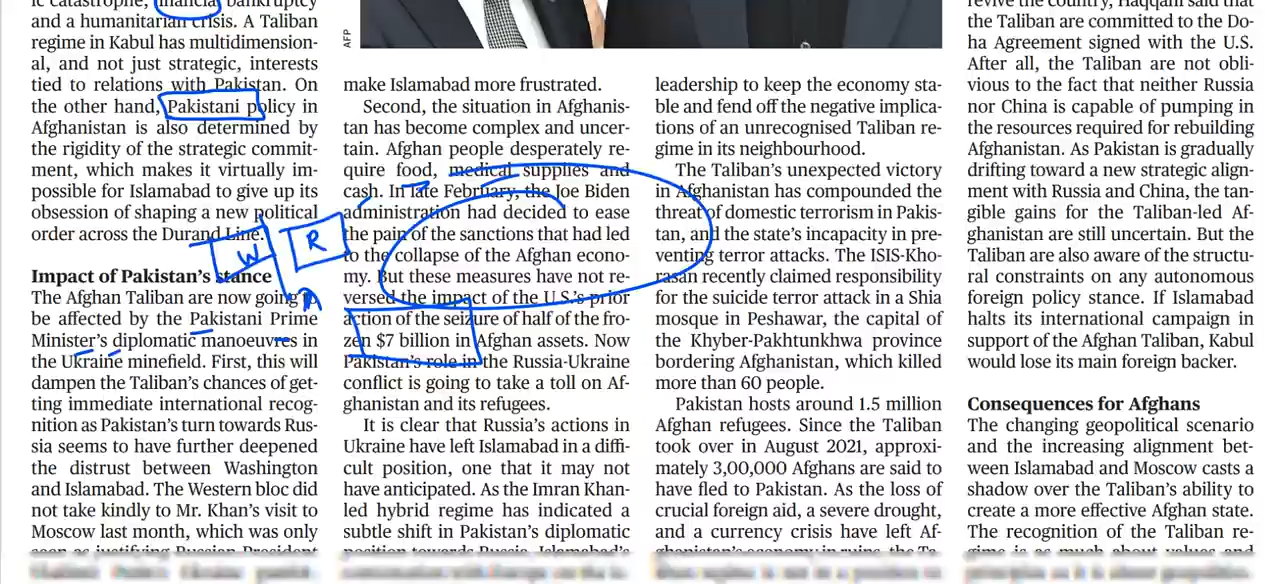 ic catastrophe, financial bankruptcy
and a humanitarian crisis. A Taliban
regime in Kabul has multidimension-
al, and not just strategic, interests
tied to relations with Pakistan. On
the other hand, Pakistani policy in
Afghanistan is also determined by
the rigidity of the strategic commit-
ment, which makes it virtually im-
possible for Islamabad to give up its
obsession of shaping a new political
order across the Durand Line.
W R
Impact of Pakistan's stance
The Afghan Taliban are now going to
be affected by the Pakistani Prime
Minister's diplomatic manoeuvres in
the Ukraine minefield. First, this will
dampen the Taliban's chances of get-
ting immediate international recog-
nition as Pakistan's turn towards Rus-
sia seems to have further deepened
the distrust between Washington
and Islamabad. The Western bloc did
not take kindly to Mr. Khan's visit to
Moscow last month, which was only
seen as justifying Russian President
AFP
make Islamabad more frustrated.
Second, the situation in Afghanis-
tan has become complex and uncer-
tain. Afghan people desperately re-
quire food, medical supplies and
cash. In late February, the Joe Biden
administration had decided to ease
the pain of the sanctions that had led
to the collapse of the Afghan econo-
my. But these measures have not re-
versed the impact of the U.S.'s prior
action of the seizure of half of the fro-
zen $7 billion in Afghan assets. Now
Pakistan's role in the Russia-Ukraine
conflict is going to take a toll on Af-
ghanistan and its refugees.
It is clear that Russia's actions in
Ukraine have left Islamabad in a diffi-
cult position, one that it may not
have anticipated. As the Imran Khan-
led hybrid regime has indicated a
subtle shift in Pakistan's diplomatic
position towards Russia, Islamabad's
leadership to keep the economy sta-
ble and fend off the negative implica-
tions of an unrecognised Taliban re-
gime in its neighbourhood.
The Taliban's unexpected victory
in Afghanistan has compounded the
threat of domestic terrorism in Pakis-
tan, and the state's incapacity in pre-
venting terror attacks. The ISIS-Kho-
rasan recently claimed responsibility
for the suicide terror attack in a Shia
mosque in Peshawar, the capital of
the Khyber-Pakhtunkhwa province
bordering Afghanistan, which killed
more than 60 people.
Pakistan hosts around 1.5 million
Afghan refugees. Since the Taliban
took over in August 2021, approxi-
mately 3,00,000 Afghans are said to
have fled to Pakistan. As the loss of
crucial foreign aid, a severe drought,
and a currency crisis have left Af-
ghanistan's economy in ruins, the Ta-
revive the country, Haqqani said that
the Taliban are committed to the Do-
ha Agreement signed with the U.S.
After all, the Taliban are not obli-
vious to the fact that neither Russia
nor China is capable of pumping in
the resources required for rebuilding
Afghanistan. As Pakistan is gradually
drifting toward a new strategic align-
ment with Russia and China, the tan-
gible gains for the Taliban-led Af-
ghanistan are still uncertain. But the
Taliban are also aware of the structu-
ral constraints on any autonomous
foreign policy stance. If Islamabad
halts its international campaign in
support of the Afghan Taliban, Kabul
would lose its main foreign backer.
Consequences for Afghans
The changing geopolitical scenario
and the increasing alignment bet-
ween Islamabad and Moscow casts a
shadow over the Taliban's ability to
create a more effective Afghan state.
The recognition of the Taliban re-
gime is as much about values and